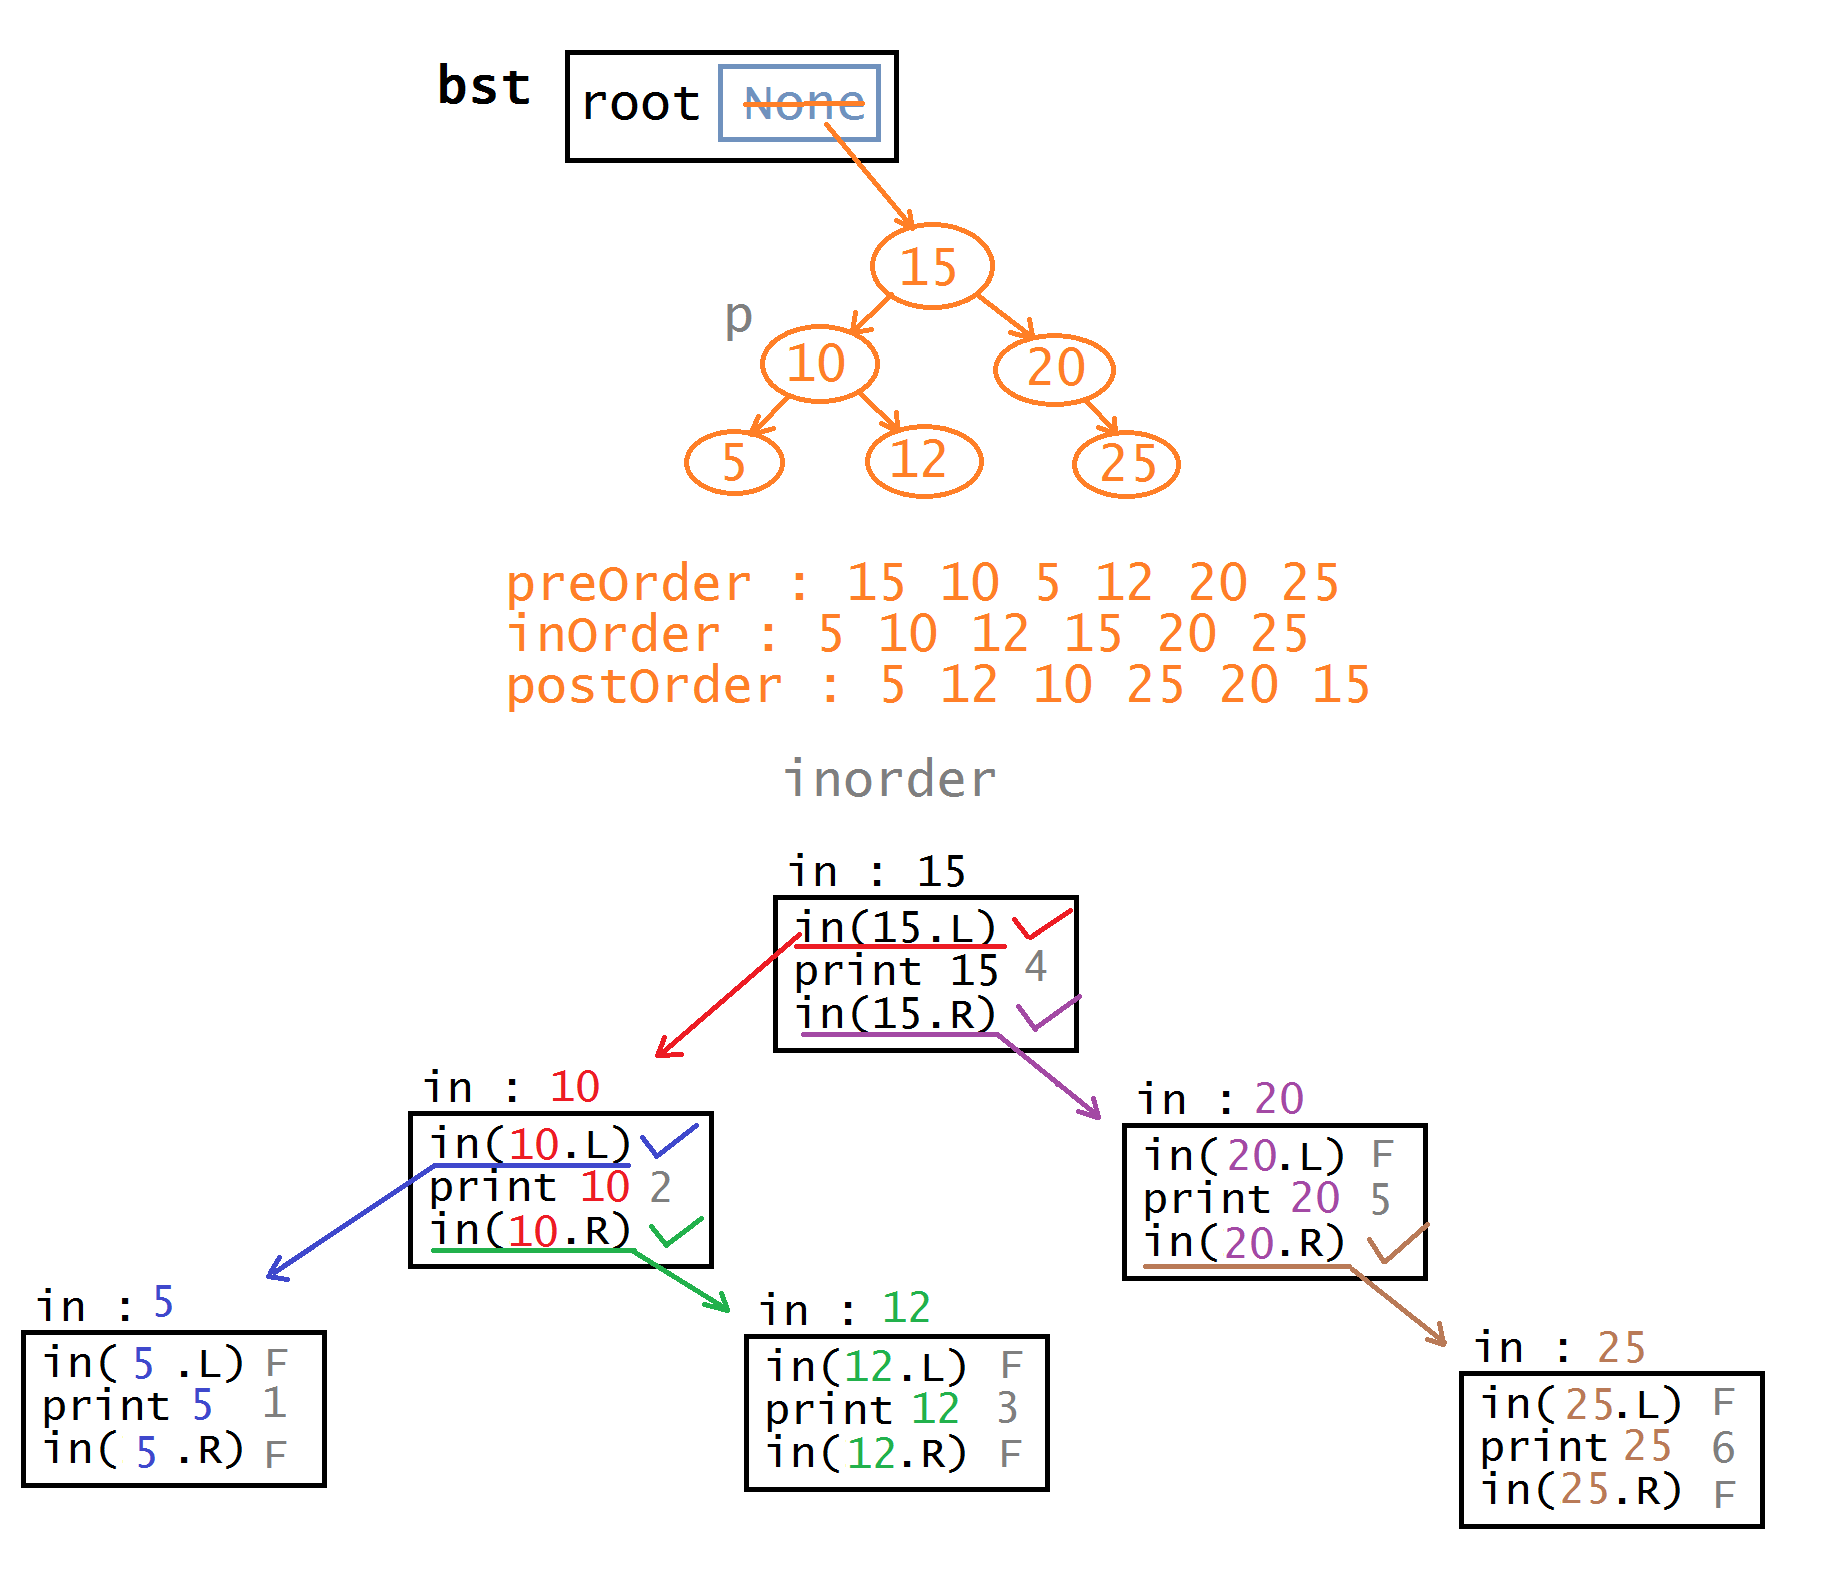 bst
root None
15
p
10 20
5 12 25
preOrder : 15 10 5 12 20 25
inOrder : 5 10 12 15 20 25
postOrder : 5 12 10 25 20 15
inorder
in : 15
in(15.L)
print 15 4
in(15.R)
in : 10
in(10.L)
print 10 2
in(10.R)
in : 20
in(20.L) F
print 20 5
in(20.R)
in : 5
in( 5 .L) F
print 5 1
in( 5 .R) F
in : 12
in(12.L) F
print 12 3
in(12.R) F
in : 25
in(25.L) F
print 25 6
in(25.R) F